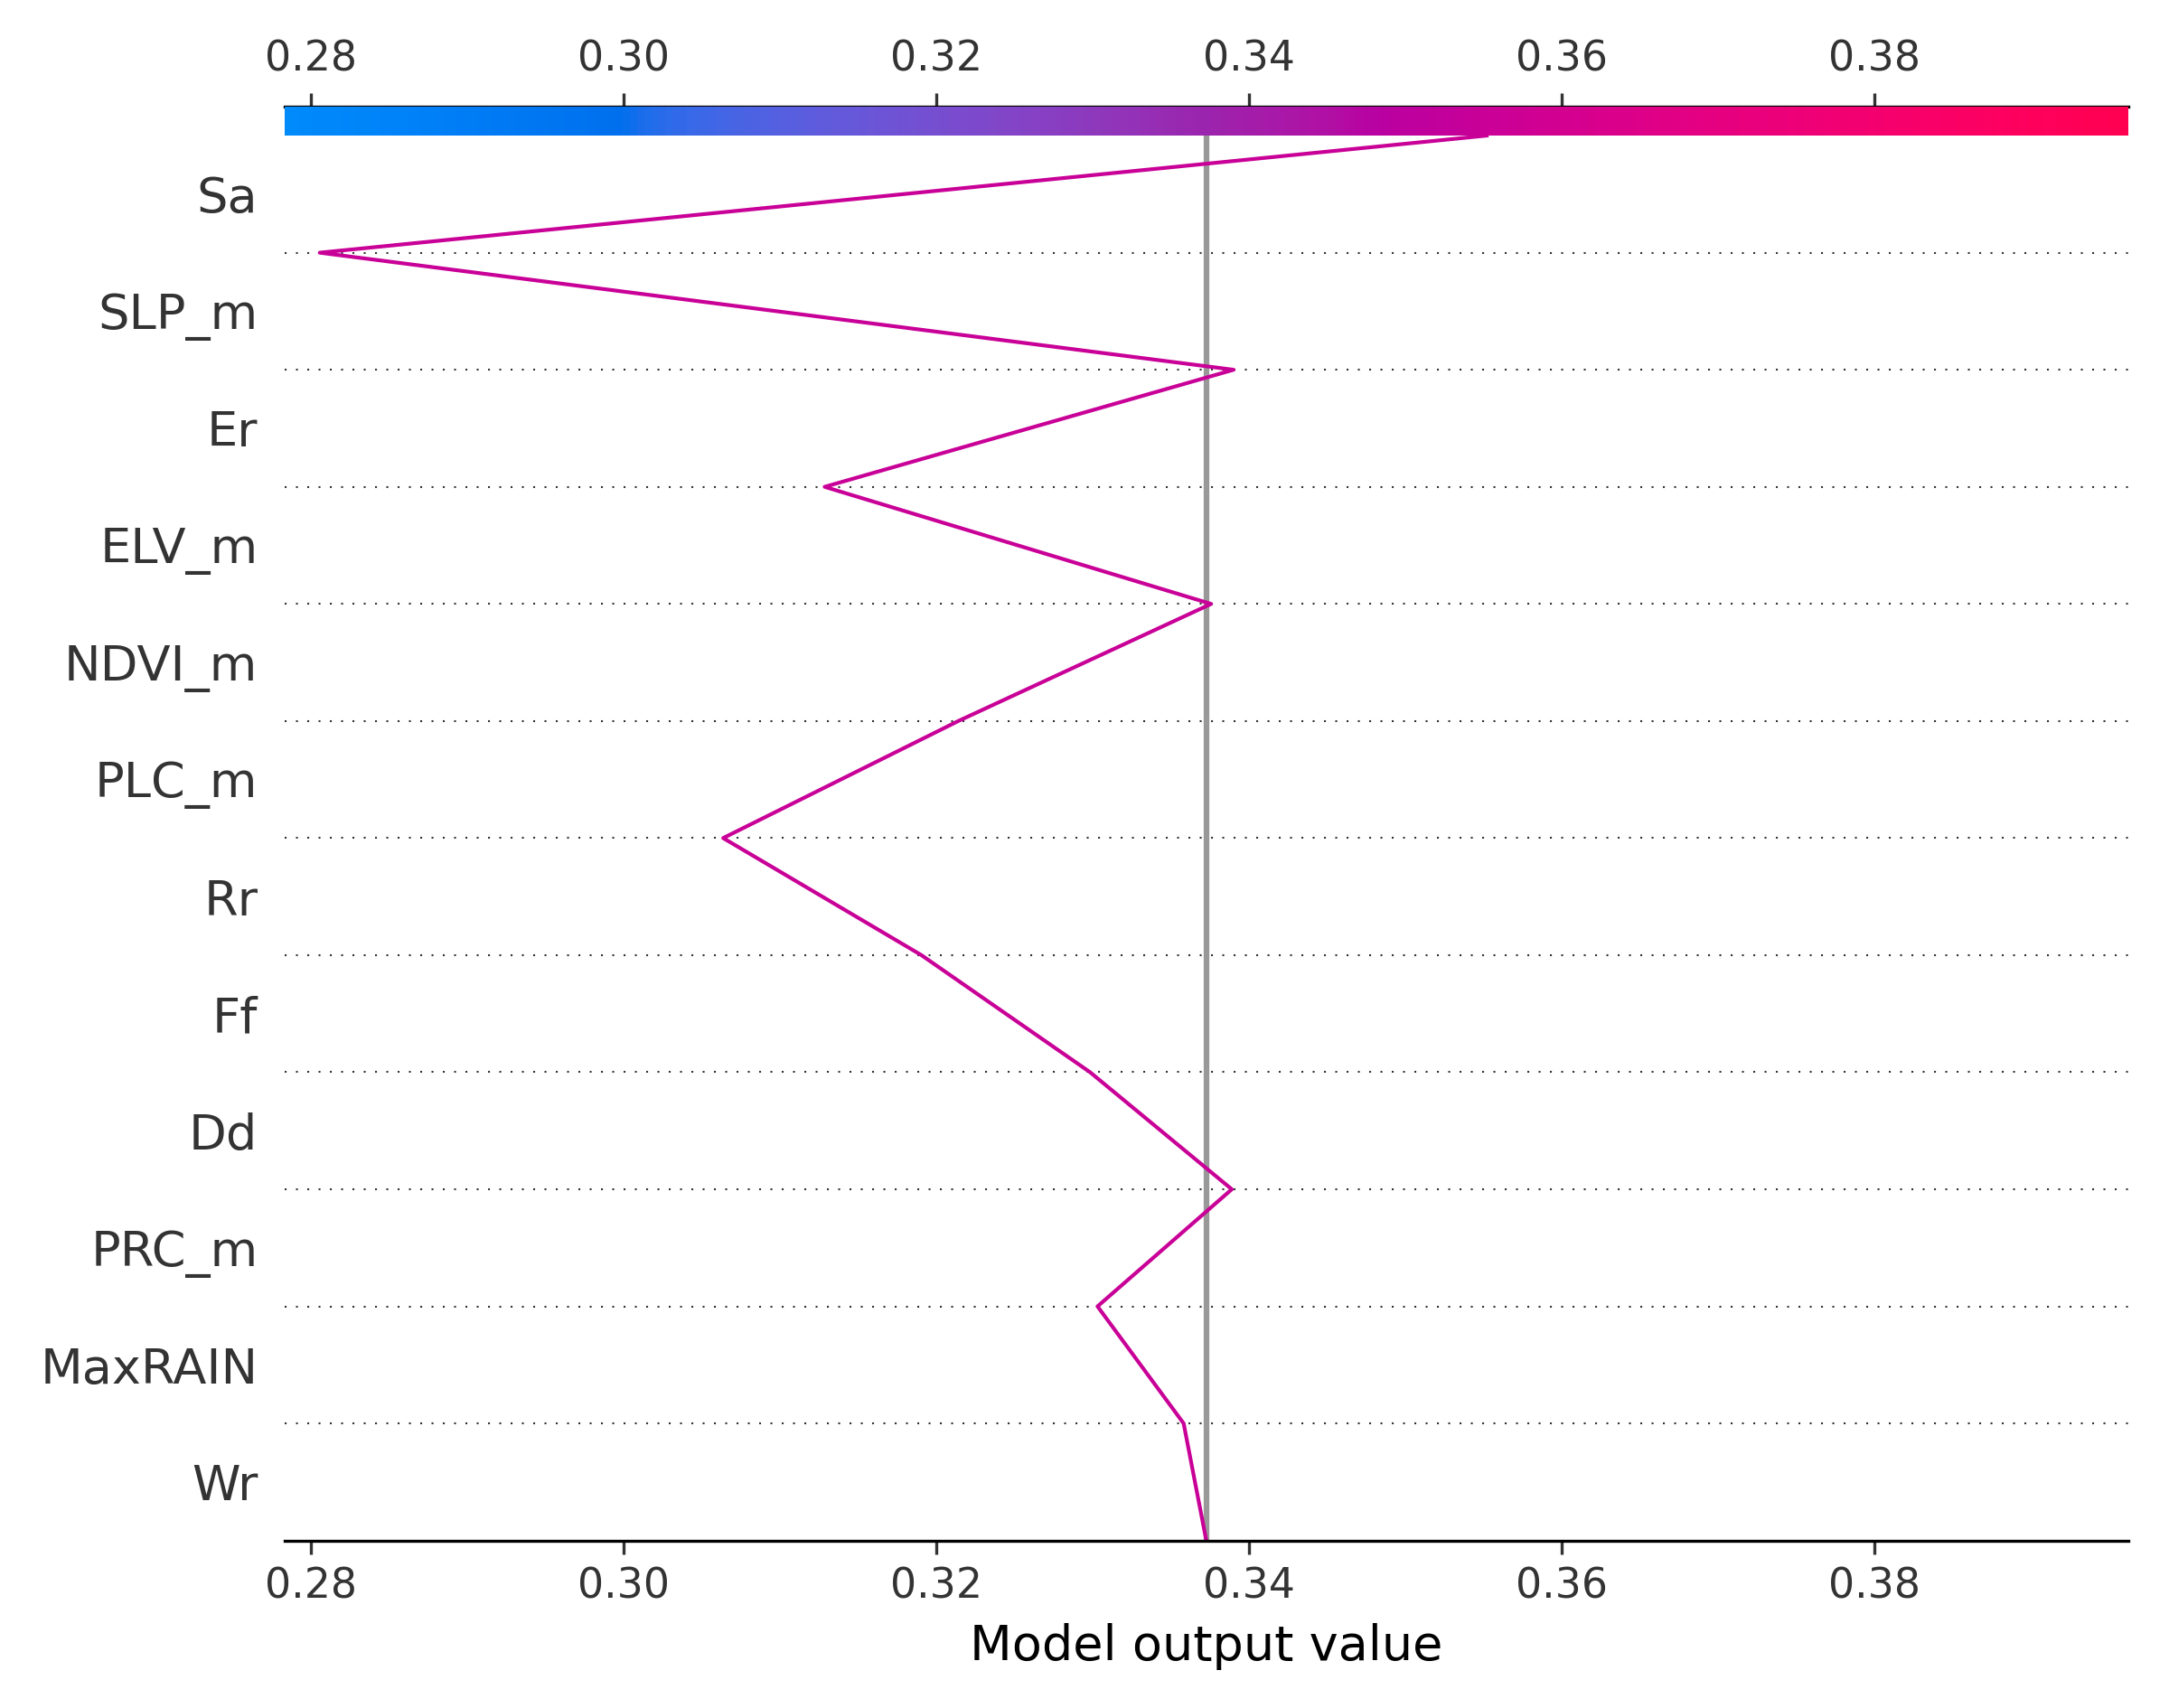 0.28 0.30 0.32 0.34 0.36 0.38
Sa
SLP_m
Er
ELV_m
NDVI_m
PLC_m
Rr
Ff
Dd
PRC_m
MaxRAIN
Wr
0.28 0.30 0.32 0.34 0.36 0.38
Model output value